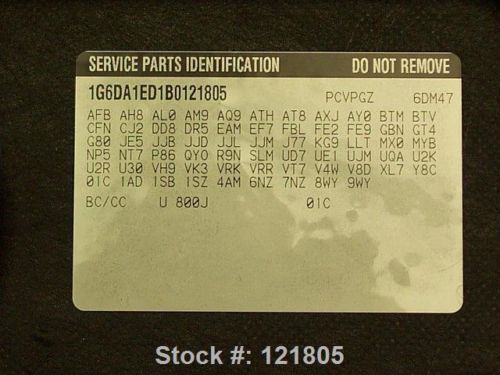 SERVICE PARTS IDENTIFICATION DO NOT REMOVE
1G6DA1ED1B0121805 PCVPGZ 6DM47
AFB AH8 AL0 AM9 AQ9 ATH AT8 AXJ AY0 BTM BTV
CFN CJ2 DD8 DR5 EAM EF7 FBL FE2 FE9 GBN GT4
G80 JE5 JJB JJD JJL JJM J77 KG9 LLT MX0 MYB
NP5 NT7 P86 QYO R9N SLM UD7 UE1 UJM UQA U2K
U2R U30 VH9 VK3 VRK VRR VT7 V4W V8D XL7 Y8C
01C 1AD 1SB 1SZ 4AM 6NZ 7NZ 8WY 9WY
BC/CC U 800J 01C
Stock #: 121805